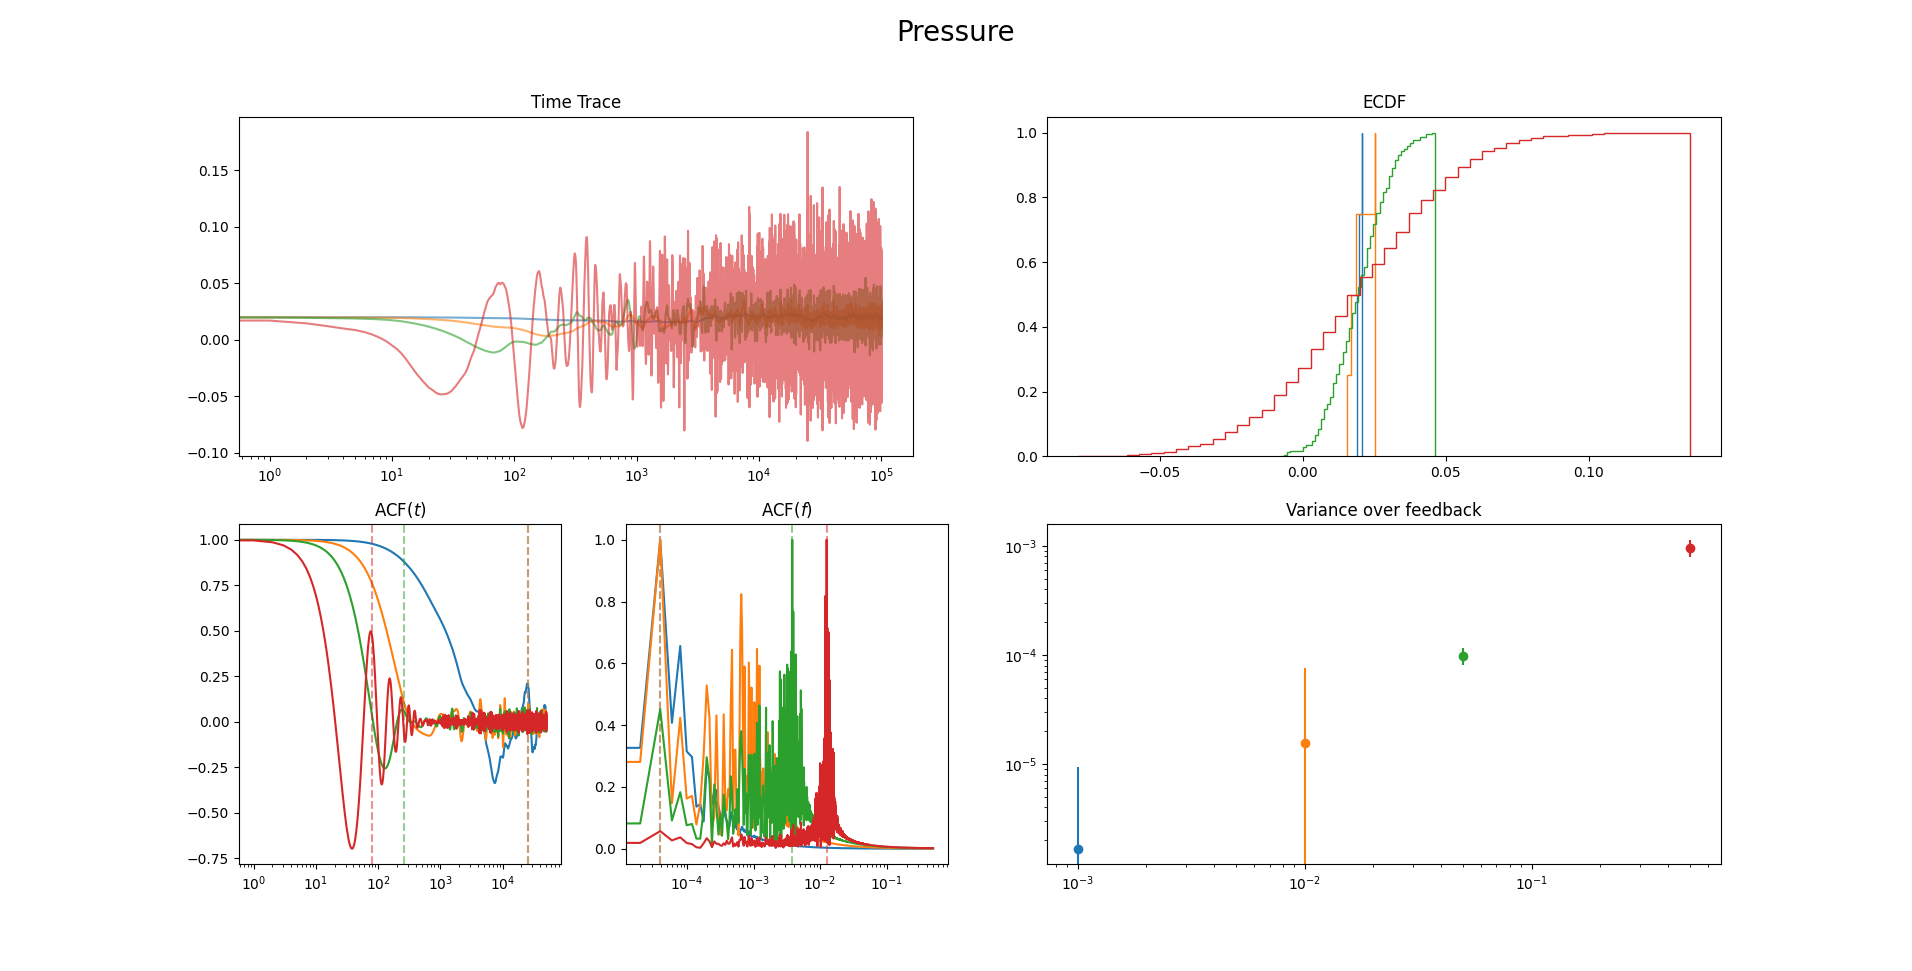 Pressure
Time Trace
0.15
0.10
0.05
0.00
−0.05
−0.10
10⁰ 10¹ 10² 10³ 10⁴ 10⁵
ECDF
1.0
0.8
0.6
0.4
0.2
0.0
−0.05 0.00 0.05 0.10
ACF(t)
1.00
0.75
0.50
0.25
0.00
−0.25
−0.50
−0.75
10⁰ 10¹ 10² 10³ 10⁴
ACF(f)
1.0
0.8
0.6
0.4
0.2
0.0
10⁻⁴ 10⁻³ 10⁻² 10⁻¹
Variance over feedback
10⁻³
10⁻⁴
10⁻⁵
10⁻³ 10⁻² 10⁻¹